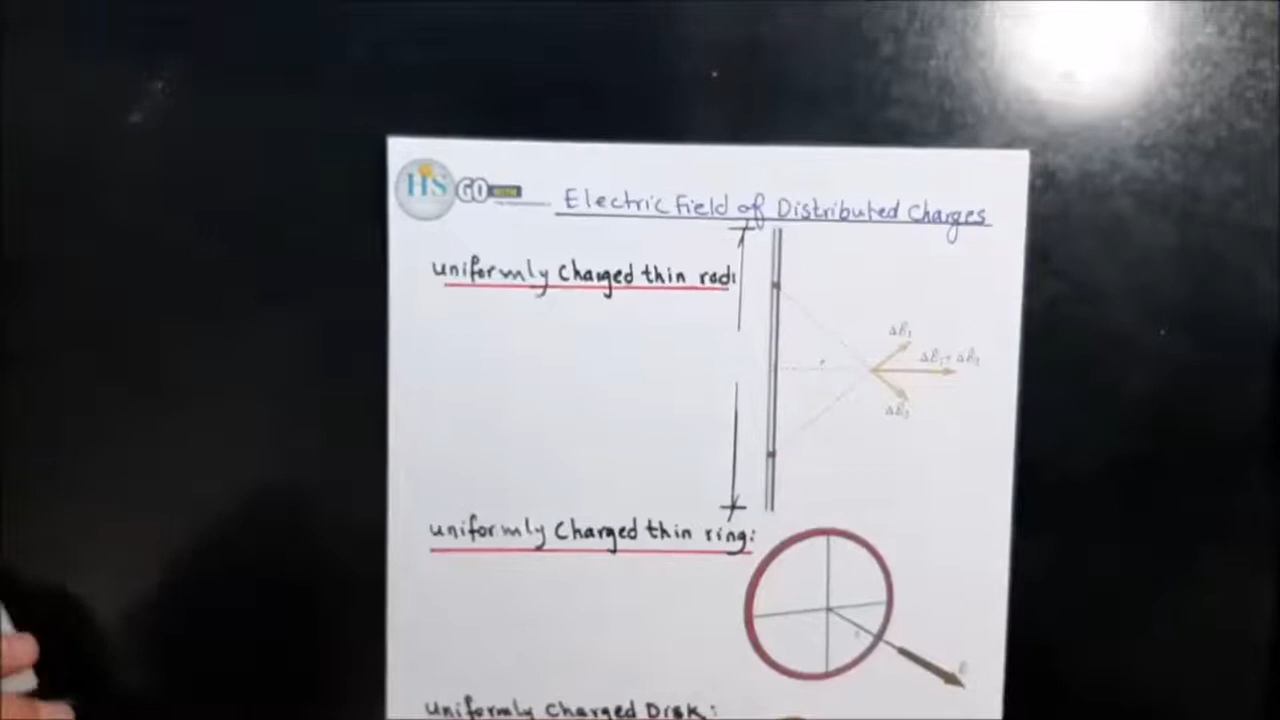 HS GO
Electric Field of Distributed Charges
uniformly Charged thin rod:
r
ΔE₁
ΔE₁+ ΔE₂
ΔE₂
uniformly Charged thin ring:
E
Uniformly Charged Disk: